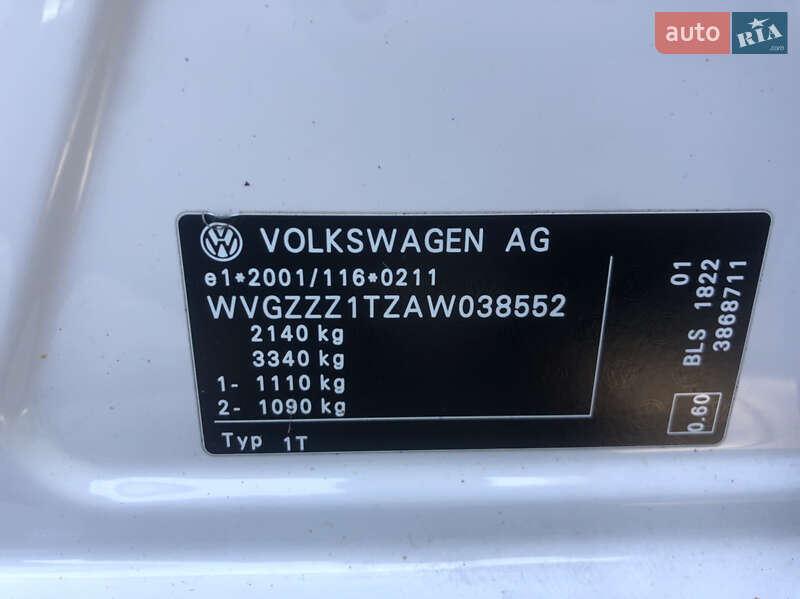 auto RIA .com
VOLKSWAGEN AG
e1*2001/116*0211
WVGZZZ1TZAW038552
2140 kg
3340 kg
1- 1110 kg
2- 1090 kg
Typ 1T
01
BLS 1822
3868711
0.60